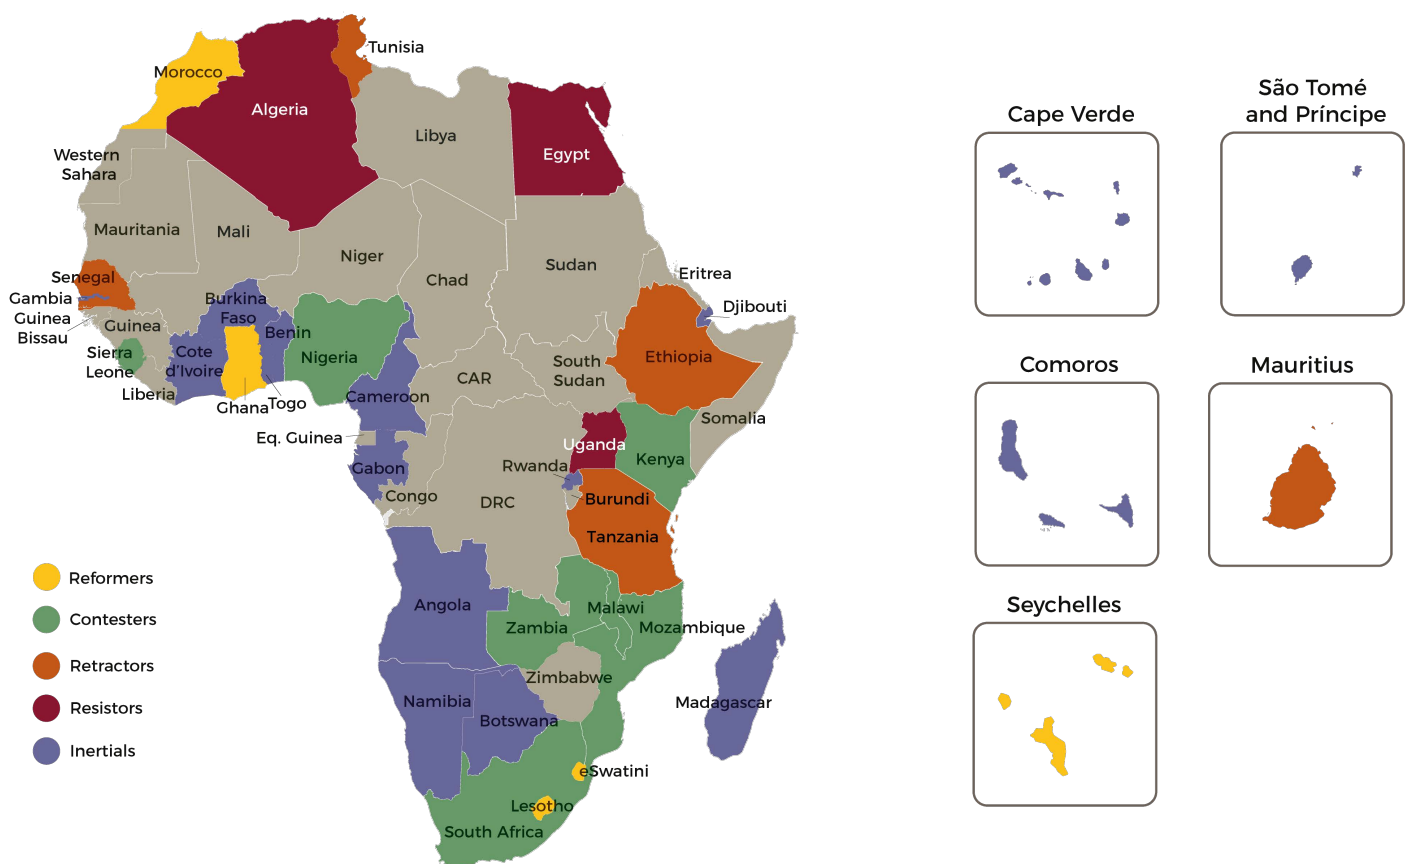 Tunisia
Morocco
Algeria
Libya
Egypt
Western
Sahara
Mauritania
Mali
Niger
Chad
Sudan
Eritrea
Senegal
Gambia
Guinea
Bissau
Guinea
Burkina
Faso
Benin
Djibouti
Sierra
Leone
Cote
d'Ivoire
Nigeria
Ethiopia
South
Sudan
CAR
Liberia
Ghana
Togo
Cameroon
Somalia
Eq. Guinea
Uganda
Kenya
Gabon
Rwanda
Congo
DRC
Burundi
Tanzania
Angola
Malawi
Zambia
Mozambique
Zimbabwe
Namibia
Botswana
Madagascar
eSwatini
Lesotho
South Africa
Reformers
Contesters
Retractors
Resistors
Inertials
Cape Verde
São Tomé
and Príncipe
Comoros
Mauritius
Seychelles